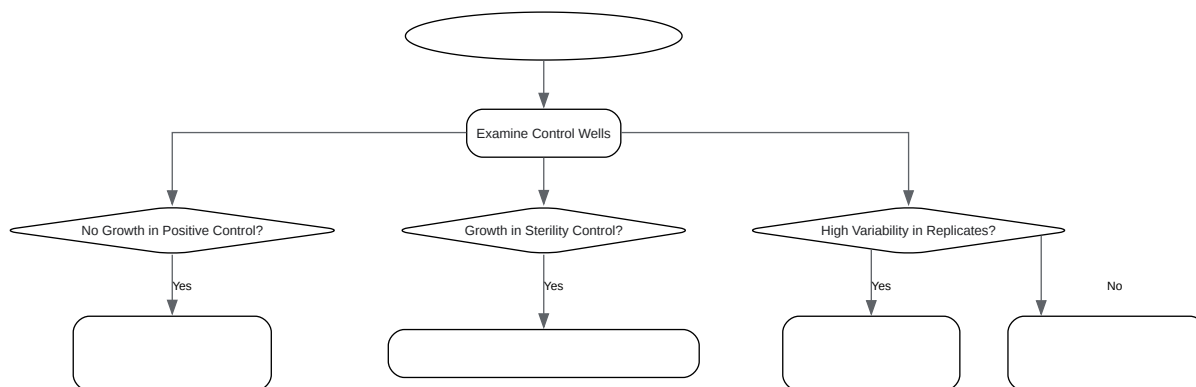 Examine Control Wells
No Growth in Positive Control?
Growth in Sterility Control?
High Variability in Replicates?
Yes
Yes
Yes
No